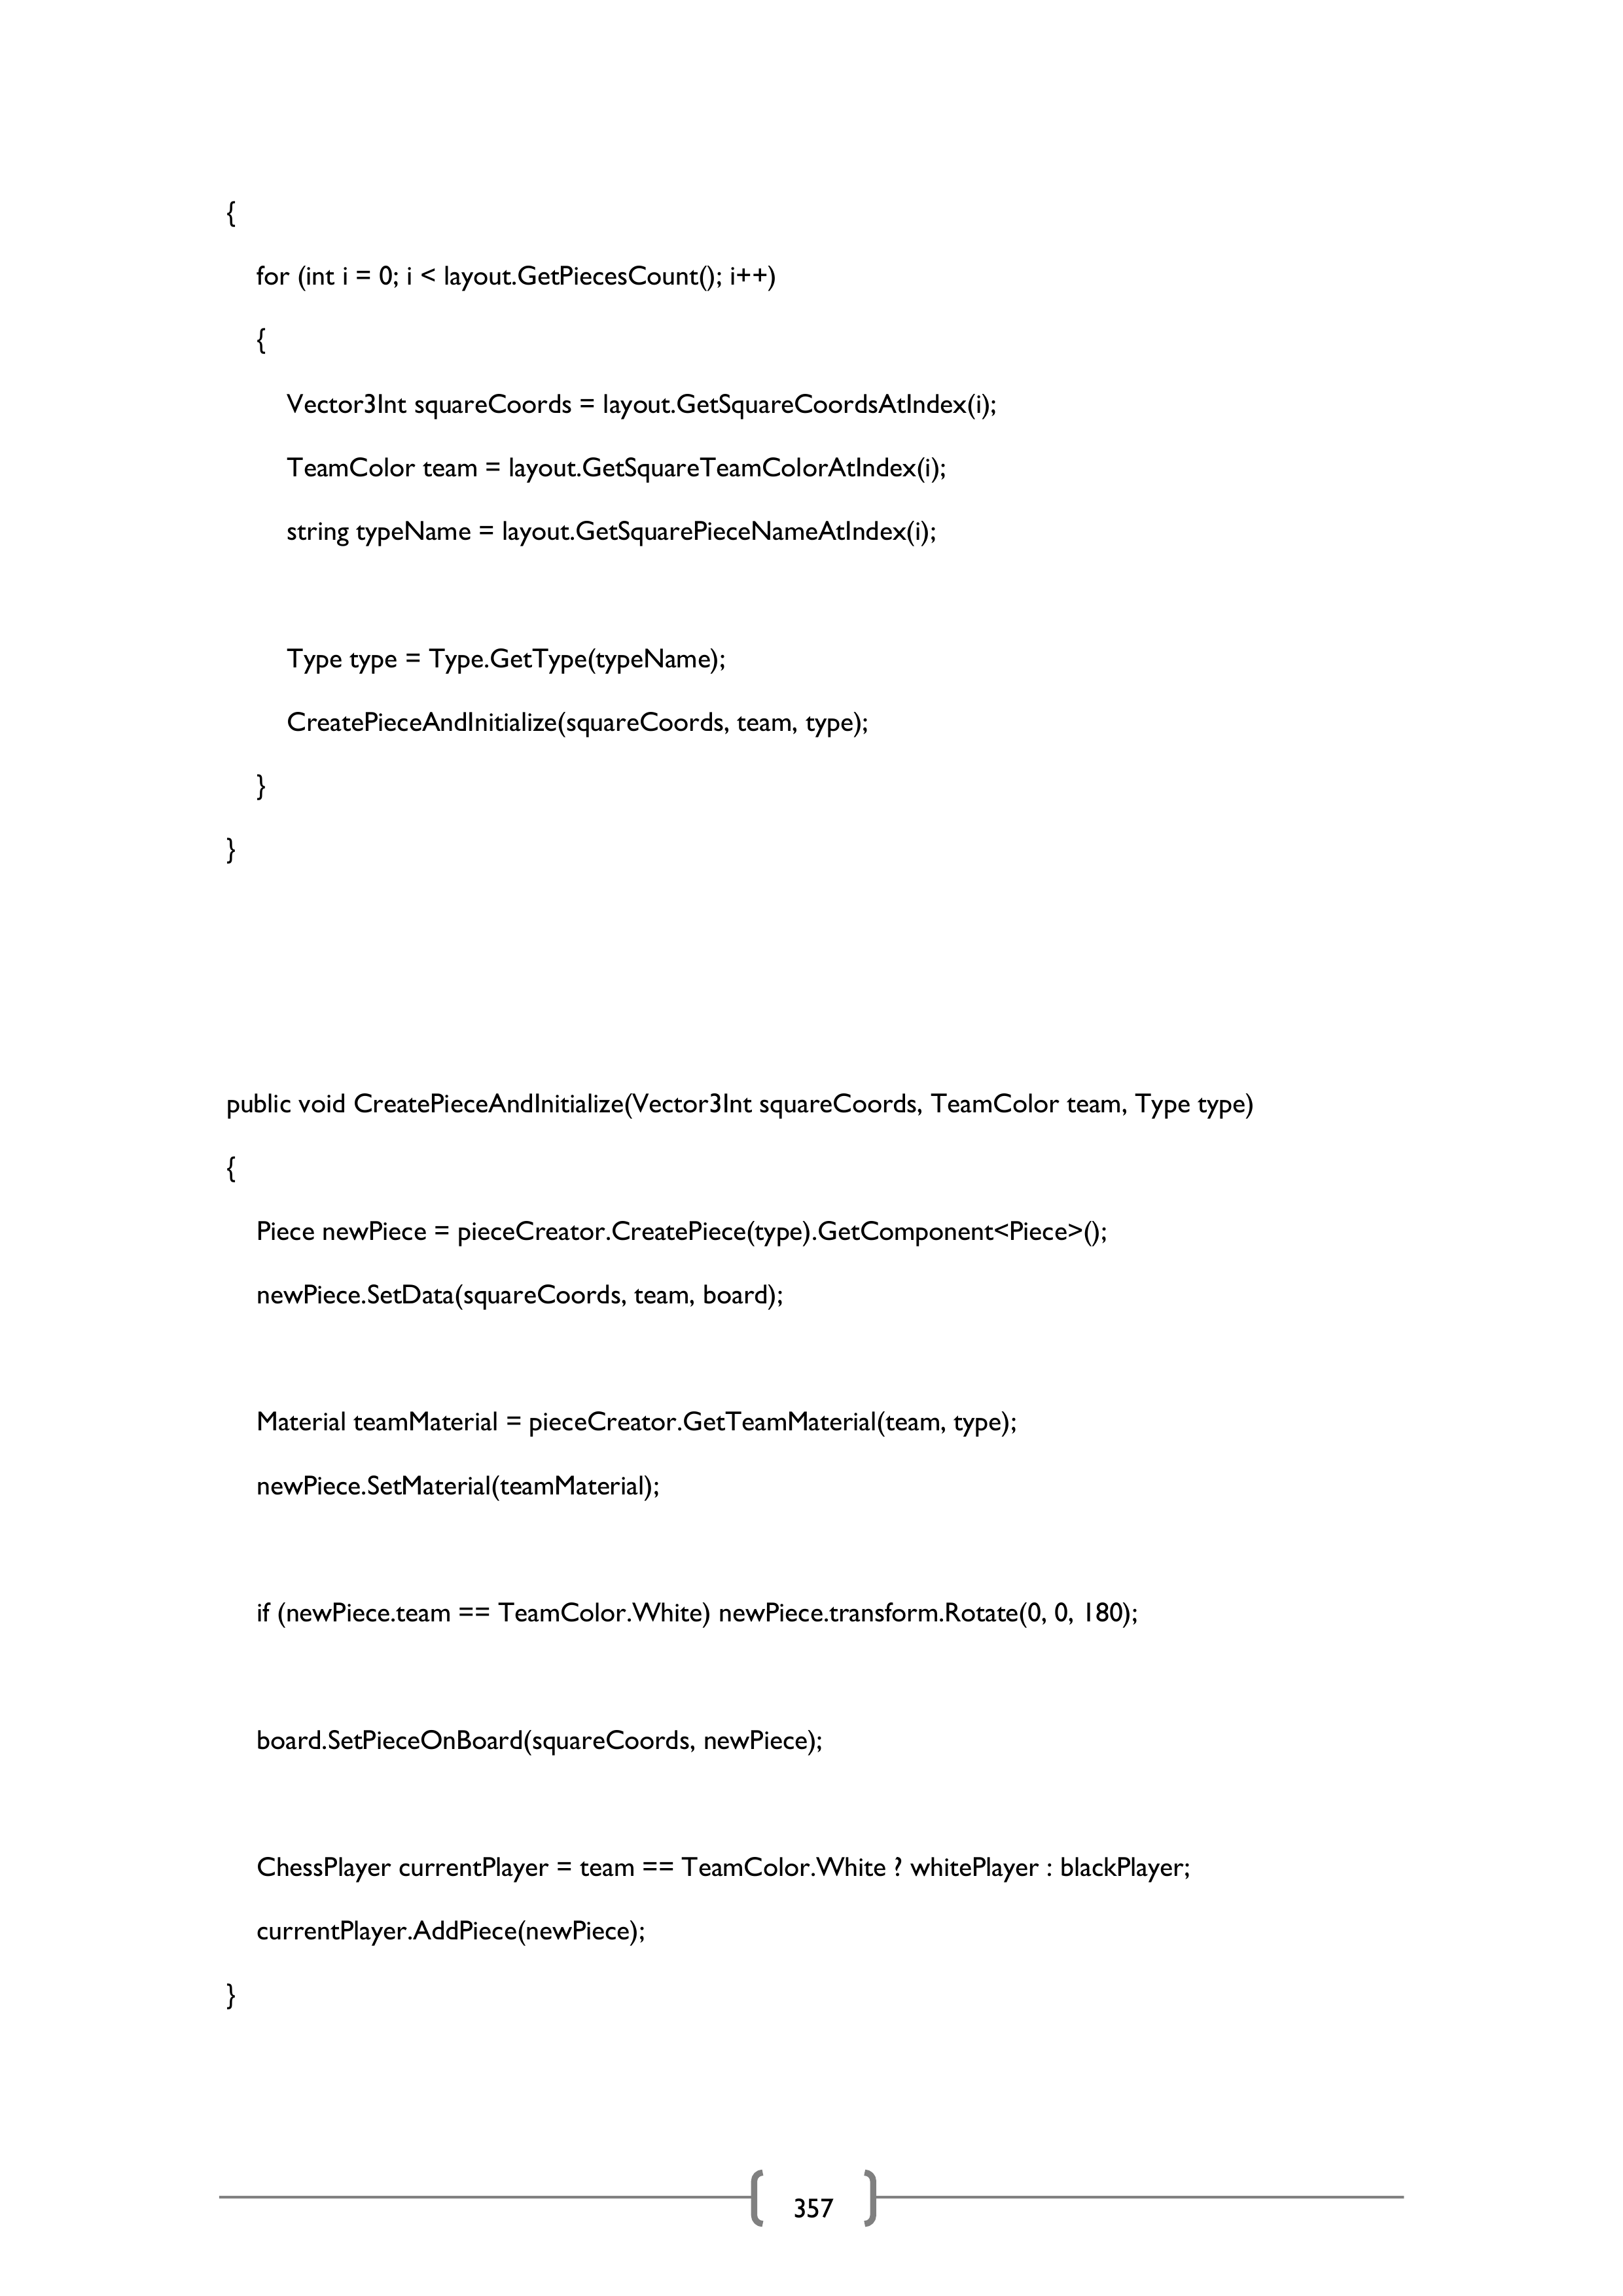 {
for (int i = 0; i < layout.GetPiecesCount(); i++)
{
Vector3Int squareCoords = layout.GetSquareCoordsAtIndex(i);
TeamColor team = layout.GetSquareTeamColorAtIndex(i);
string typeName = layout.GetSquarePieceNameAtIndex(i);
Type type = Type.GetType(typeName);
CreatePieceAndInitialize(squareCoords, team, type);
}
}
public void CreatePieceAndInitialize(Vector3Int squareCoords, TeamColor team, Type type)
{
Piece newPiece = pieceCreator.CreatePiece(type).GetComponent<Piece>();
newPiece.SetData(squareCoords, team, board);
Material teamMaterial = pieceCreator.GetTeamMaterial(team, type);
newPiece.SetMaterial(teamMaterial);
if (newPiece.team == TeamColor.White) newPiece.transform.Rotate(0, 0, 180);
board.SetPieceOnBoard(squareCoords, newPiece);
ChessPlayer currentPlayer = team == TeamColor.White ? whitePlayer : blackPlayer;
currentPlayer.AddPiece(newPiece);
}
357